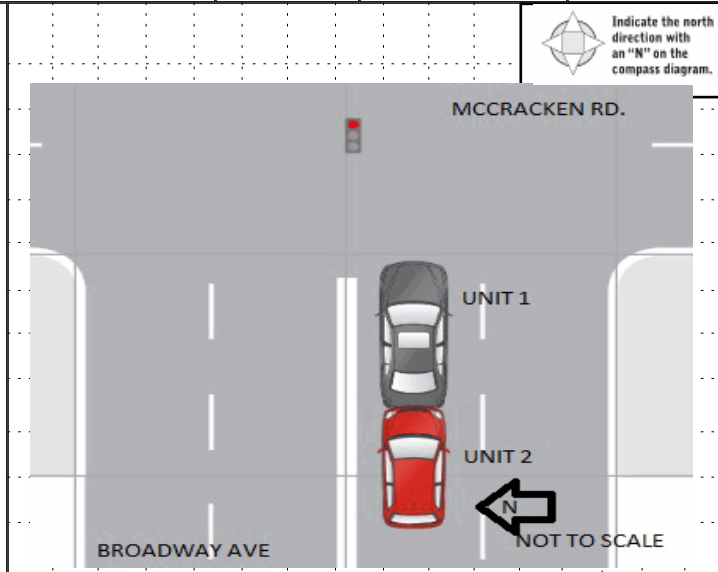 Indicate the north
direction with
an “N” on the
compass diagram.
MCCRACKEN RD.
UNIT 1
UNIT 2
N
NOT TO SCALE
BROADWAY AVE